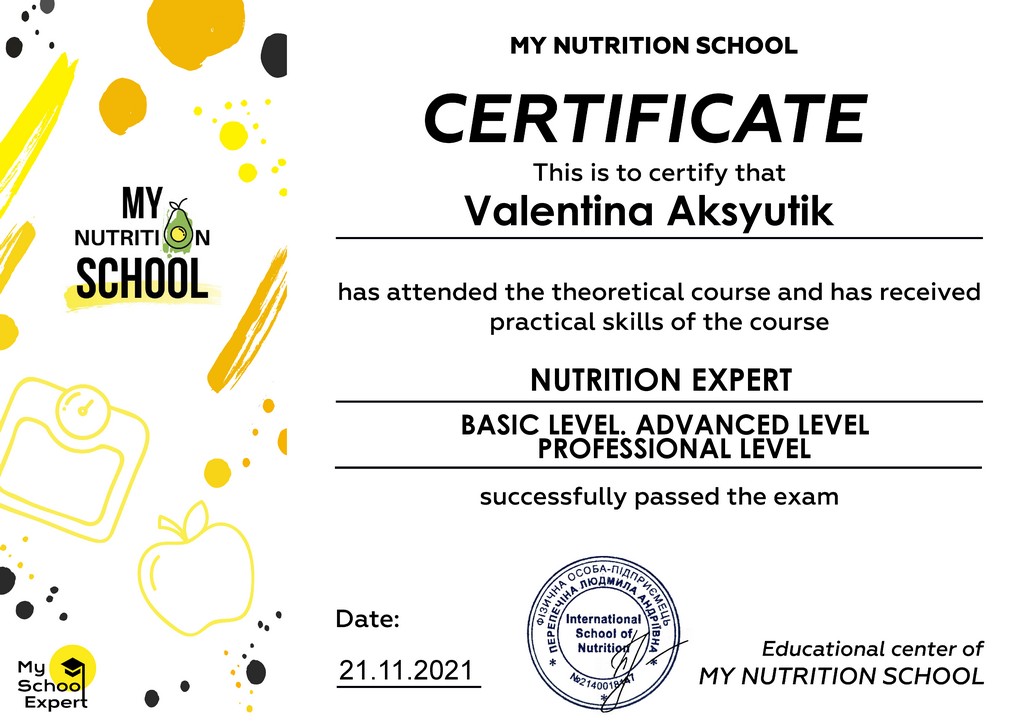 MY NUTRITION SCHOOL
CERTIFICATE
This is to certify that
Valentina Aksyutik
has attended the theoretical course and has received
practical skills of the course
NUTRITION EXPERT
BASIC LEVEL. ADVANCED LEVEL
PROFESSIONAL LEVEL
successfully passed the exam
Date:
21.11.2021
ФІЗИЧНА ОСОБА-ПІДПРИЄМЕЦЬ
ПЕРЕПЕЧІНА ЛЮДМИЛА АНДРІЇВНА
International
School of
Nutrition
Educational center of
MY NUTRITION SCHOOL
MY
NUTRITION
SCHOOL
My
School
Expert